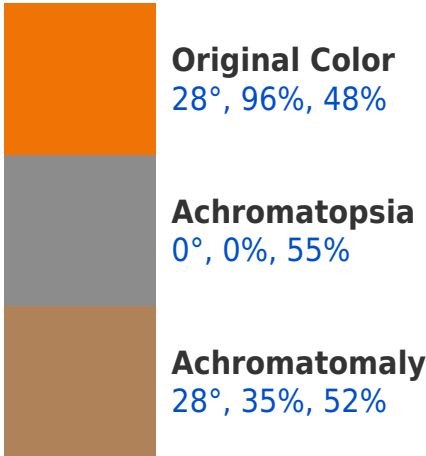 Original Color
28°, 96%, 48%
Achromatopsia
0°, 0%, 55%
Achromatomaly
28°, 35%, 52%